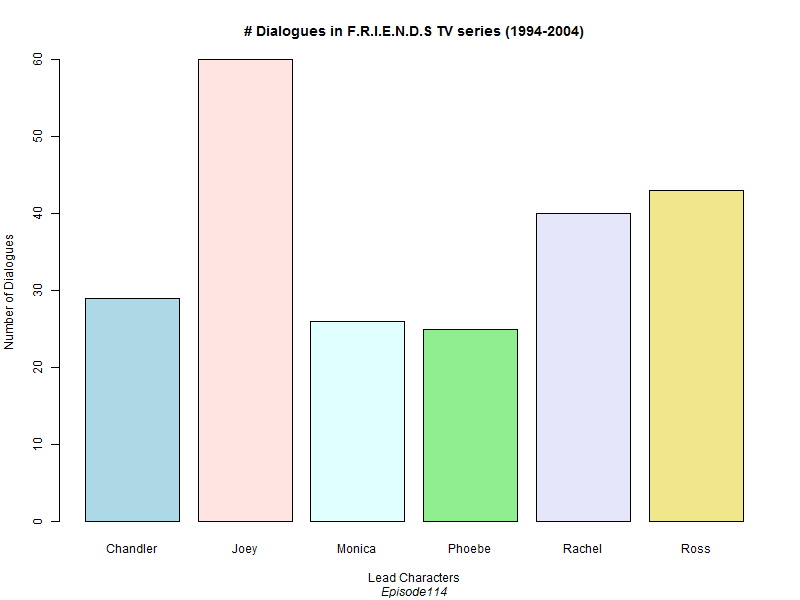 # Dialogues in F.R.I.E.N.D.S TV series (1994-2004)
Number of Dialogues
60
50
40
30
20
10
0
Chandler Joey Monica Phoebe Rachel Ross
Lead Characters
Episode114